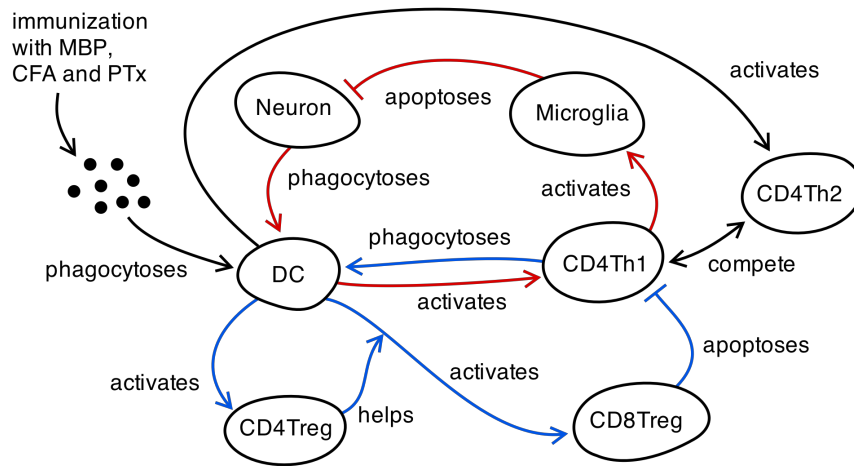 immunization
with MBP,
CFA and PTx
activates
Neuron
apoptoses
Microglia
phagocytoses
activates
CD4Th2
phagocytoses
CD4Th1
compete
phagocytoses
DC
activates
apoptoses
activates
activates
helps
CD4Treg
CD8Treg